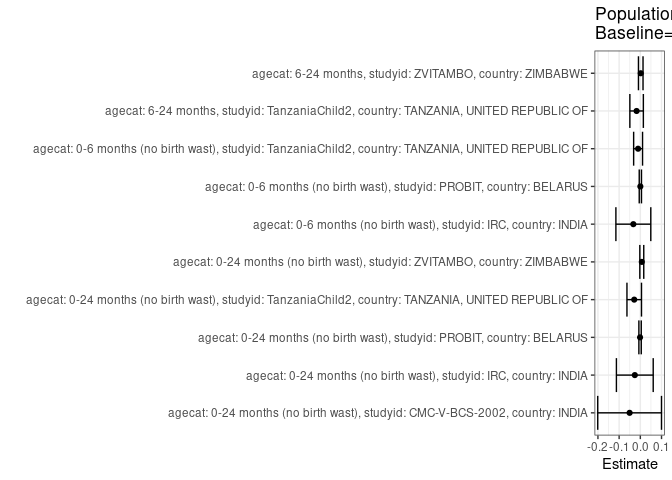 Population
Baseline=
agecat: 6-24 months, studyid: ZVITAMBO, country: ZIMBABWE
agecat: 6-24 months, studyid: TanzaniaChild2, country: TANZANIA, UNITED REPUBLIC OF
agecat: 0-6 months (no birth wast), studyid: TanzaniaChild2, country: TANZANIA, UNITED REPUBLIC OF
agecat: 0-6 months (no birth wast), studyid: PROBIT, country: BELARUS
agecat: 0-6 months (no birth wast), studyid: IRC, country: INDIA
agecat: 0-24 months (no birth wast), studyid: ZVITAMBO, country: ZIMBABWE
agecat: 0-24 months (no birth wast), studyid: TanzaniaChild2, country: TANZANIA, UNITED REPUBLIC OF
agecat: 0-24 months (no birth wast), studyid: PROBIT, country: BELARUS
agecat: 0-24 months (no birth wast), studyid: IRC, country: INDIA
agecat: 0-24 months (no birth wast), studyid: CMC-V-BCS-2002, country: INDIA
-0.2 -0.1 0.0 0.1
Estimate